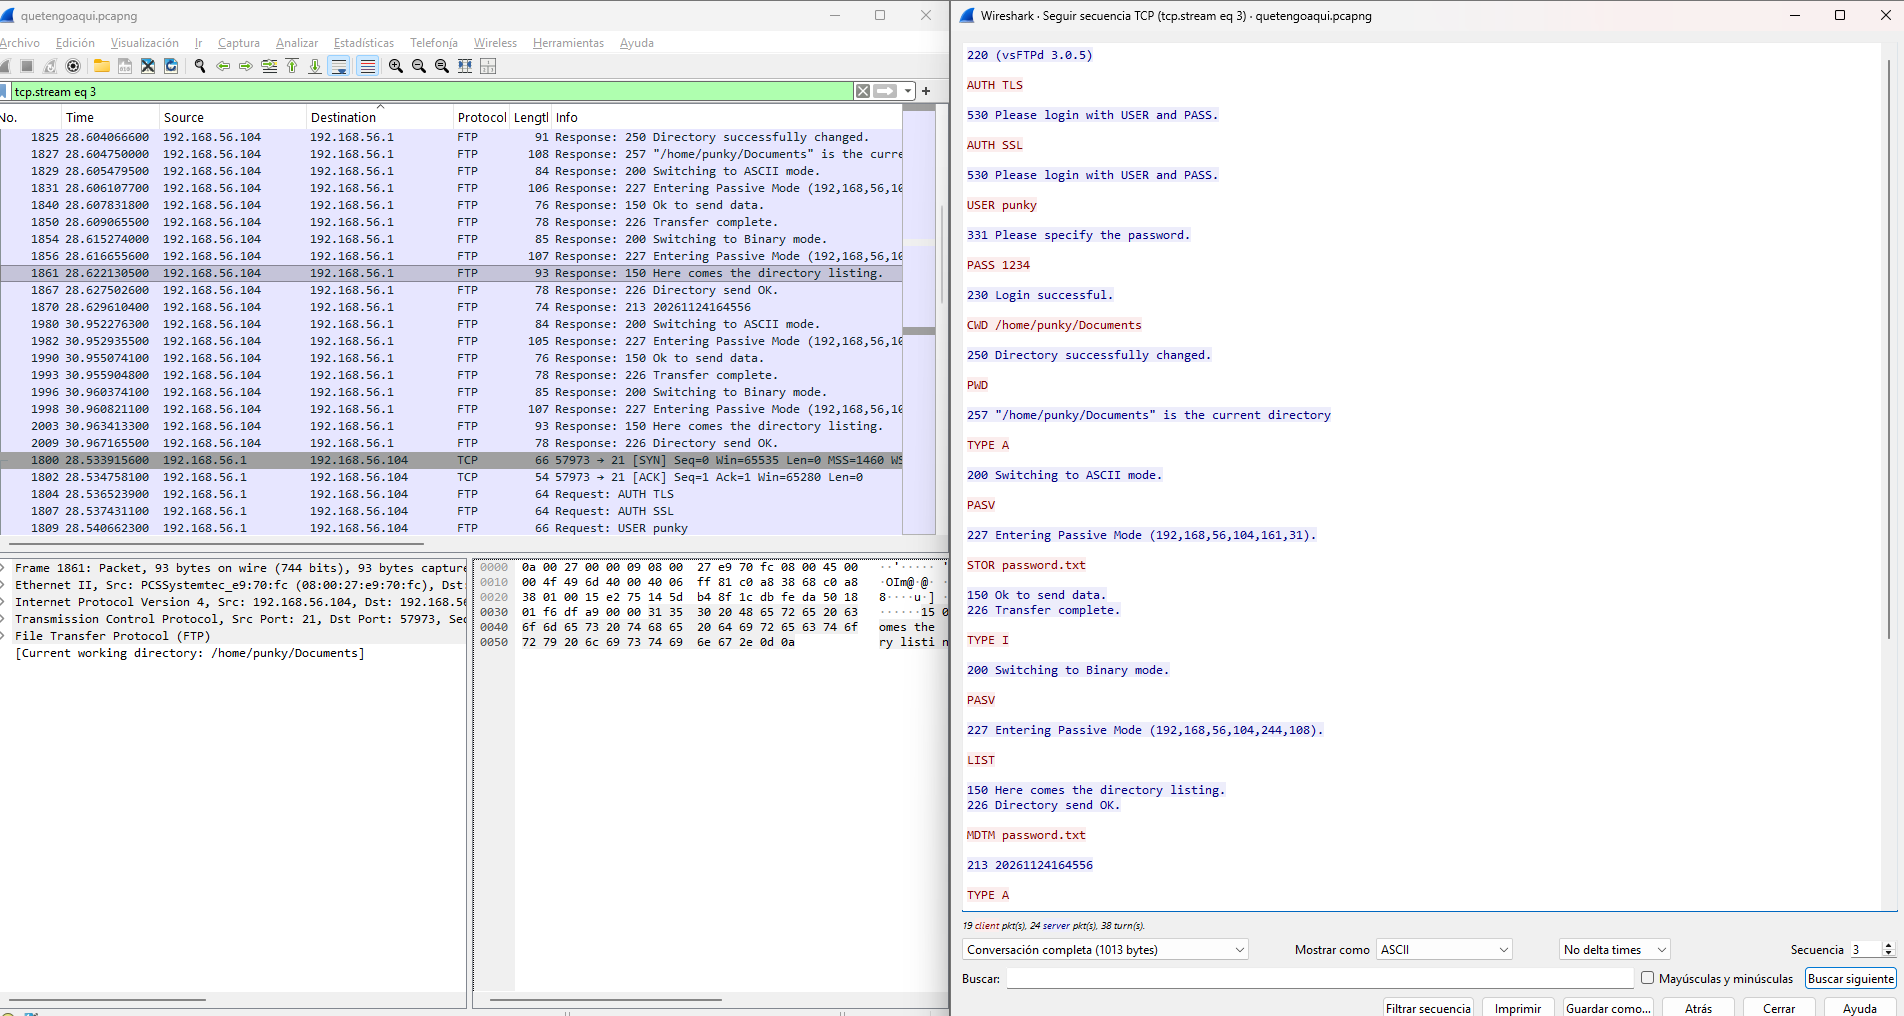 quetengoaqui.pcapng
Archivo Edición Visualización Ir Captura Analizar Estadísticas Telefonía Wireless Herramientas Ayuda
tcp.stream eq 3
No. Time Source Destination Protocol Lengtl Info
1825 28.604066600 192.168.56.104 192.168.56.1 FTP 91 Response: 250 Directory successfully changed.
1827 28.604750000 192.168.56.104 192.168.56.1 FTP 108 Response: 257 "/home/punky/Documents" is the curre
1829 28.605479500 192.168.56.104 192.168.56.1 FTP 84 Response: 200 Switching to ASCII mode.
1831 28.606107700 192.168.56.104 192.168.56.1 FTP 106 Response: 227 Entering Passive Mode (192,168,56,10
1840 28.607831800 192.168.56.104 192.168.56.1 FTP 76 Response: 150 Ok to send data.
1850 28.609065500 192.168.56.104 192.168.56.1 FTP 78 Response: 226 Transfer complete.
1854 28.615274000 192.168.56.104 192.168.56.1 FTP 85 Response: 200 Switching to Binary mode.
1856 28.616655600 192.168.56.104 192.168.56.1 FTP 107 Response: 227 Entering Passive Mode (192,168,56,10
1861 28.622130500 192.168.56.104 192.168.56.1 FTP 93 Response: 150 Here comes the directory listing.
1867 28.627502600 192.168.56.104 192.168.56.1 FTP 78 Response: 226 Directory send OK.
1870 28.629610400 192.168.56.104 192.168.56.1 FTP 74 Response: 213 20261124164556
1980 30.952276300 192.168.56.104 192.168.56.1 FTP 84 Response: 200 Switching to ASCII mode.
1982 30.952935500 192.168.56.104 192.168.56.1 FTP 105 Response: 227 Entering Passive Mode (192,168,56,10
1990 30.955074100 192.168.56.104 192.168.56.1 FTP 76 Response: 150 Ok to send data.
1993 30.955904800 192.168.56.104 192.168.56.1 FTP 78 Response: 226 Transfer complete.
1996 30.960374100 192.168.56.104 192.168.56.1 FTP 85 Response: 200 Switching to Binary mode.
1998 30.960821100 192.168.56.104 192.168.56.1 FTP 107 Response: 227 Entering Passive Mode (192,168,56,10
2003 30.963413300 192.168.56.104 192.168.56.1 FTP 93 Response: 150 Here comes the directory listing.
2009 30.967165500 192.168.56.104 192.168.56.1 FTP 78 Response: 226 Directory send OK.
1800 28.533915600 192.168.56.1 192.168.56.104 TCP 66 57973 → 21 [SYN] Seq=0 Win=65535 Len=0 MSS=1460 WS
1802 28.534758100 192.168.56.1 192.168.56.104 TCP 54 57973 → 21 [ACK] Seq=1 Ack=1 Win=65280 Len=0
1804 28.536523900 192.168.56.1 192.168.56.104 FTP 64 Request: AUTH TLS
1807 28.537431100 192.168.56.1 192.168.56.104 FTP 64 Request: AUTH SSL
1809 28.540662300 192.168.56.1 192.168.56.104 FTP 66 Request: USER punky
Frame 1861: Packet, 93 bytes on wire (744 bits), 93 bytes capture
Ethernet II, Src: PCSSystemtec_e9:70:fc (08:00:27:e9:70:fc), Dst:
Internet Protocol Version 4, Src: 192.168.56.104, Dst: 192.168.56
Transmission Control Protocol, Src Port: 21, Dst Port: 57973, Sec
File Transfer Protocol (FTP)
[Current working directory: /home/punky/Documents]
0000 0a 00 27 00 00 09 08 00 27 e9 70 fc 08 00 45 00 ··'·····'
0010 00 4f 49 6d 40 00 40 06 ff 81 c0 a8 38 68 c0 a8 ·OIm@·@·
0020 38 01 00 15 e2 75 14 5d b4 8f 1c db fe da 50 18 8····u·]
0030 01 f6 df a9 00 00 31 35 30 20 48 65 72 65 20 63 ······15 0
0040 6f 6d 65 73 20 74 68 65 20 64 69 72 65 63 74 6f omes the
0050 72 79 20 6c 69 73 74 69 6e 67 2e 0d 0a ry listi n
Wireshark · Seguir secuencia TCP (tcp.stream eq 3) · quetengoaqui.pcapng
220 (vsFTPd 3.0.5)
AUTH TLS
530 Please login with USER and PASS.
AUTH SSL
530 Please login with USER and PASS.
USER punky
331 Please specify the password.
PASS 1234
230 Login successful.
CWD /home/punky/Documents
250 Directory successfully changed.
PWD
257 "/home/punky/Documents" is the current directory
TYPE A
200 Switching to ASCII mode.
PASV
227 Entering Passive Mode (192,168,56,104,161,31).
STOR password.txt
150 Ok to send data.
226 Transfer complete.
TYPE I
200 Switching to Binary mode.
PASV
227 Entering Passive Mode (192,168,56,104,244,108).
LIST
150 Here comes the directory listing.
226 Directory send OK.
MDTM password.txt
213 20261124164556
TYPE A
19 client pkt(s), 24 server pkt(s), 38 turn(s).
Conversación completa (1013 bytes) Mostrar como ASCII No delta times Secuencia 3
Buscar: Mayúsculas y minúsculas Buscar siguiente
Filtrar secuencia Imprimir Guardar como... Atrás Cerrar Ayuda